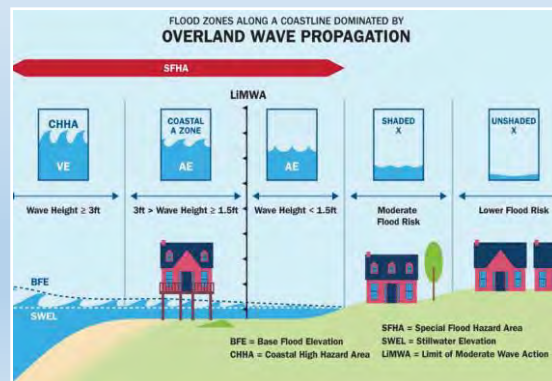 FLOOD ZONES ALONG A COASTLINE DOMINATED BY
OVERLAND WAVE PROPAGATION
SFHA
LiMWA
CHHA
VE
COASTAL
A ZONE
AE
AE
SHADED
X
UNSHADED
X
Wave Height ≥ 3ft
3ft > Wave Height ≥ 1.5ft
Wave Height < 1.5ft
Moderate
Flood Risk
Lower Flood Risk
BFE
SWEL
BFE = Base Flood Elevation
CHHA = Coastal High Hazard Area
SFHA = Special Flood Hazard Area
SWEL = Stillwater Elevation
LiMWA = Limit of Moderate Wave Action